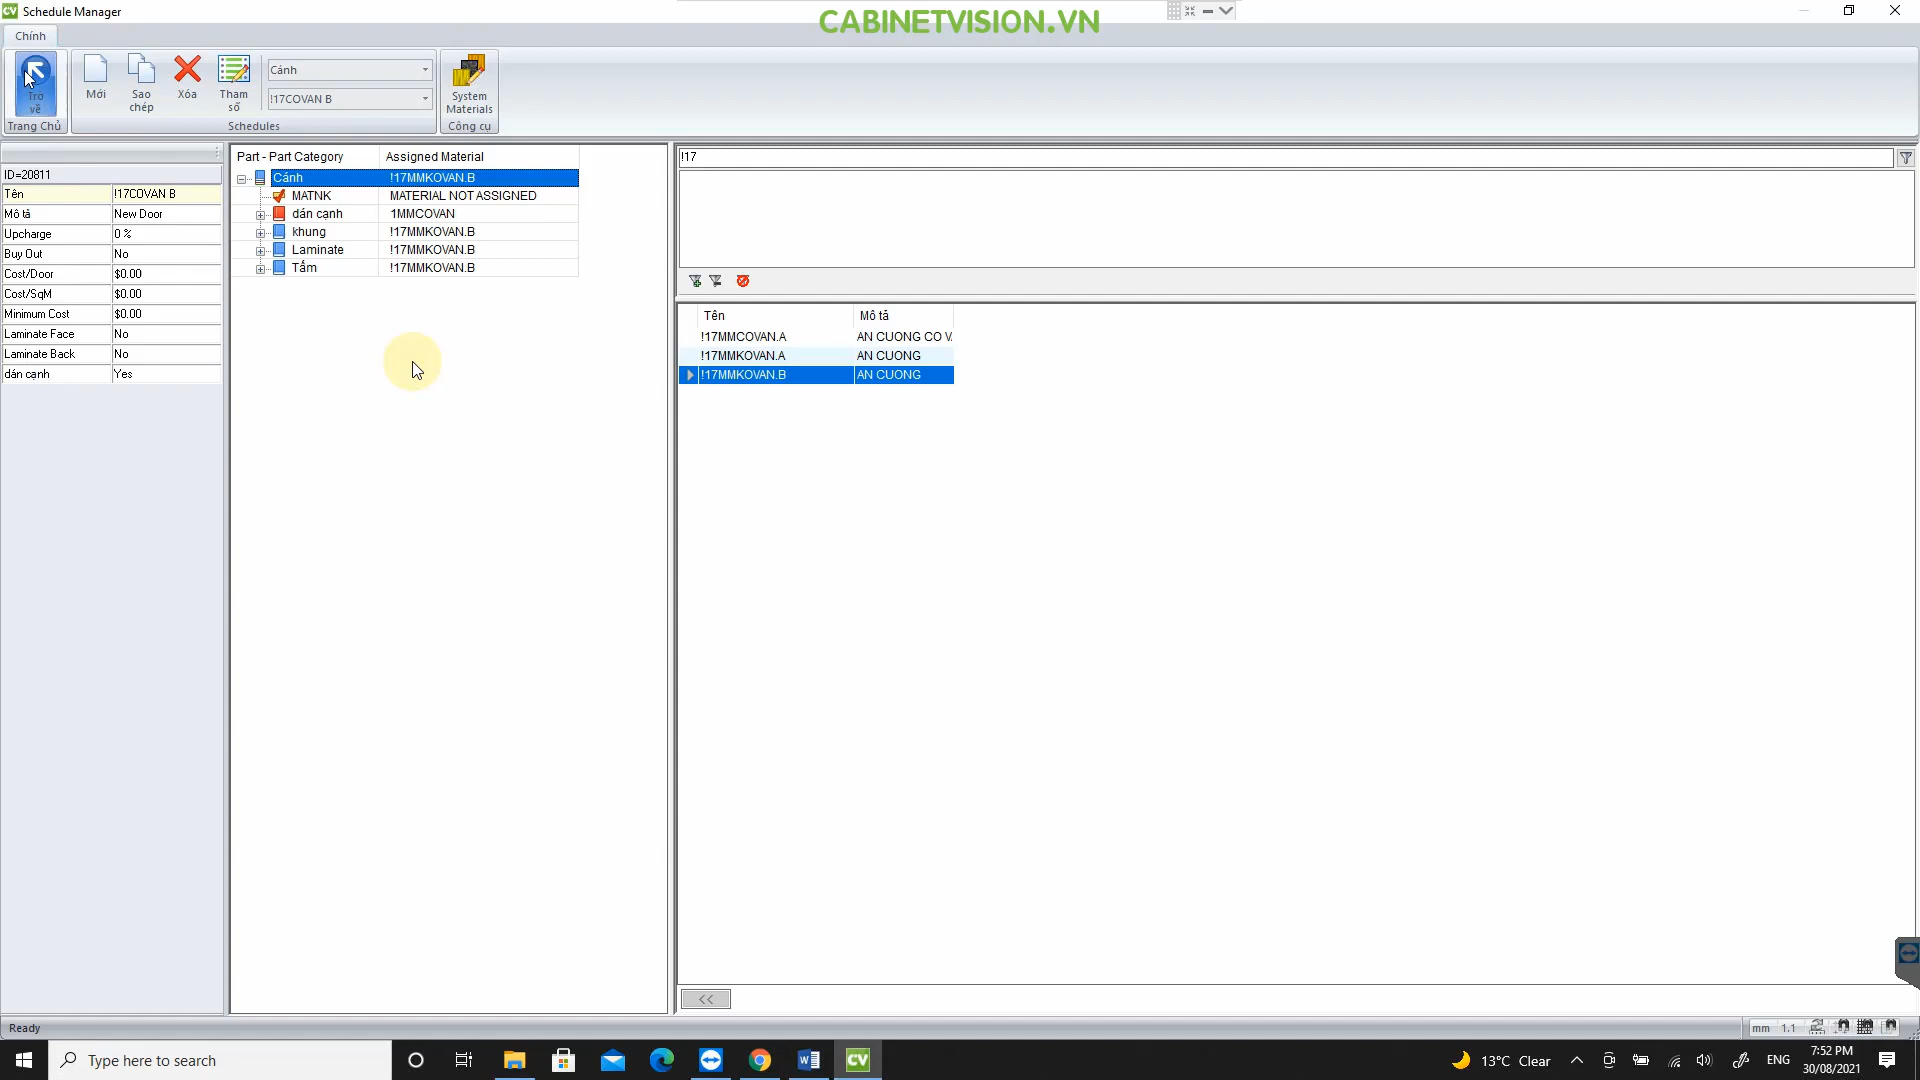 Schedule Manager
CABINETVISION.VN
Chính
Trở về
Mới
Sao chép
Xóa
Tham số
Cánh
!17COVAN B
System Materials
Trang Chủ
Schedules
Công cụ
ID=20811
Tên !17COVAN B
Mô tả New Door
Upcharge 0 %
Buy Out No
Cost/Door $0.00
Cost/SqM $0.00
Minimum Cost $0.00
Laminate Face No
Laminate Back No
dán cạnh Yes
Part - Part Category Assigned Material
Cánh !17MMKOVAN.B
MATNK MATERIAL NOT ASSIGNED
dán cạnh 1MMCOVAN
khung !17MMKOVAN.B
Laminate !17MMKOVAN.B
Tấm !17MMKOVAN.B
!17
Tên Mô tả
!17MMCOVAN.A AN CUONG CO V
!17MMKOVAN.A AN CUONG
!17MMKOVAN.B AN CUONG
<<
Ready
mm 1.1
Type here to search
CV
13°C Clear
ENG
7:52 PM
30/08/2021